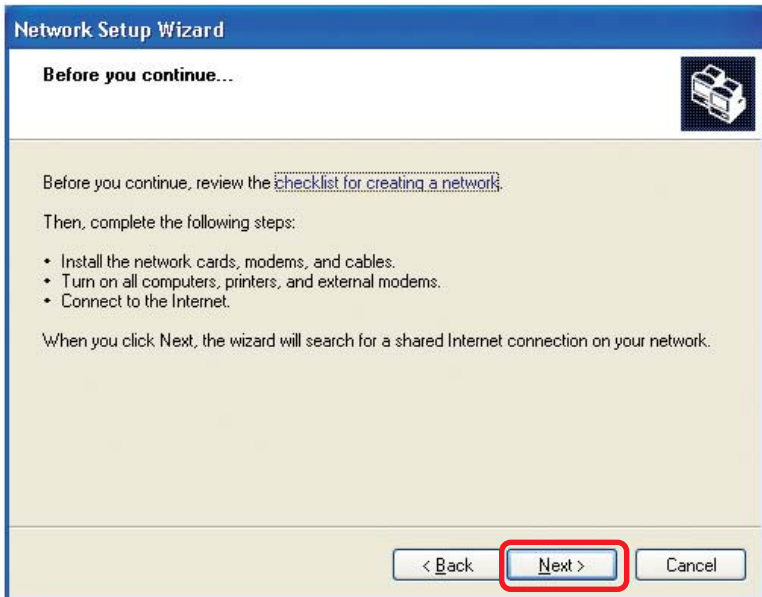 Network Setup Wizard
Before you continue...
Before you continue, review the checklist for creating a network.
Then, complete the following steps:
• Install the network cards, modems, and cables.
• Turn on all computers, printers, and external modems.
• Connect to the Internet.
When you click Next, the wizard will search for a shared Internet connection on your network.
< Back Next > Cancel